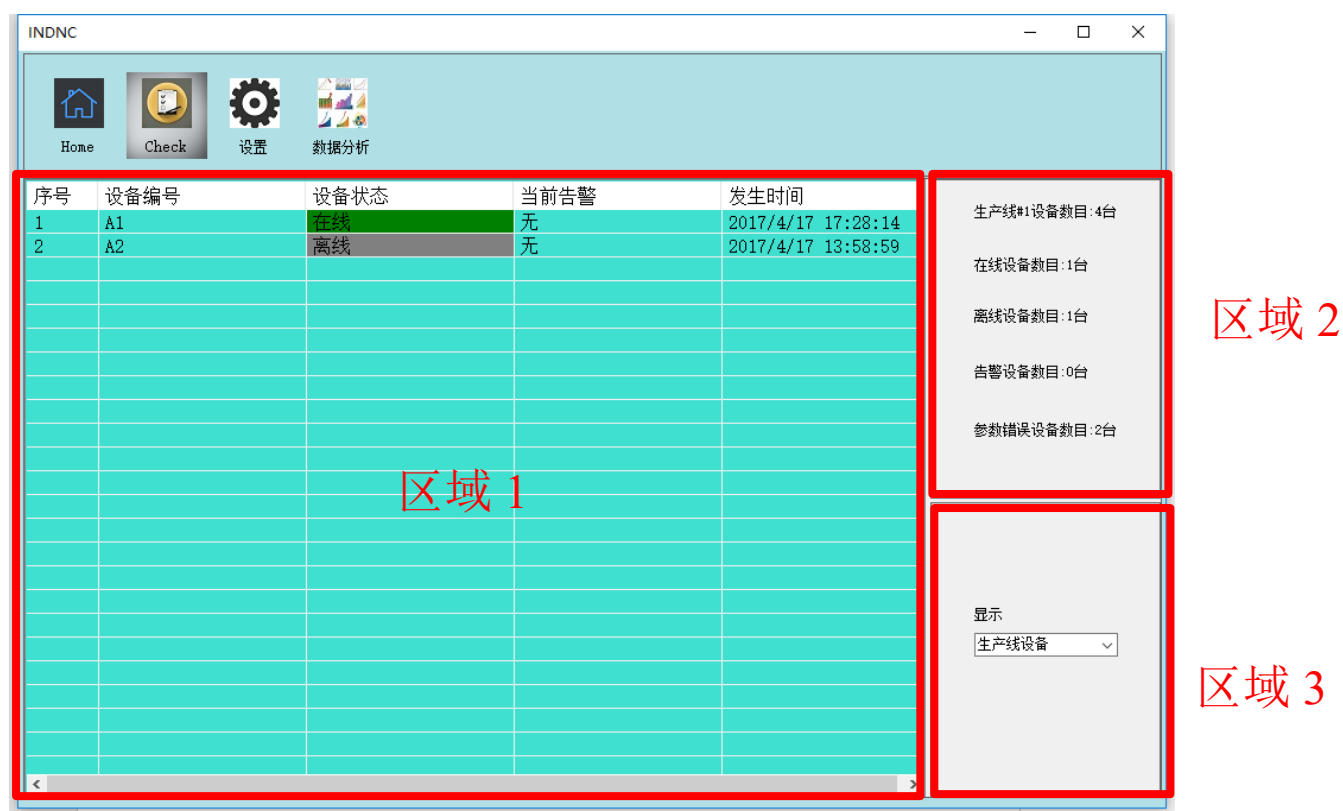 INDNC
Home Check 设置 数据分析
序号 设备编号 设备状态 当前告警 发生时间
1 A1 在线 无 2017/4/17 17:28:14
2 A2 离线 无 2017/4/17 13:58:59
区域 1
生产线#1设备数目:4台
在线设备数目:1台
离线设备数目:1台
告警设备数目:0台
参数错误设备数目:2台
区域 2
显示
生产线设备
区域 3